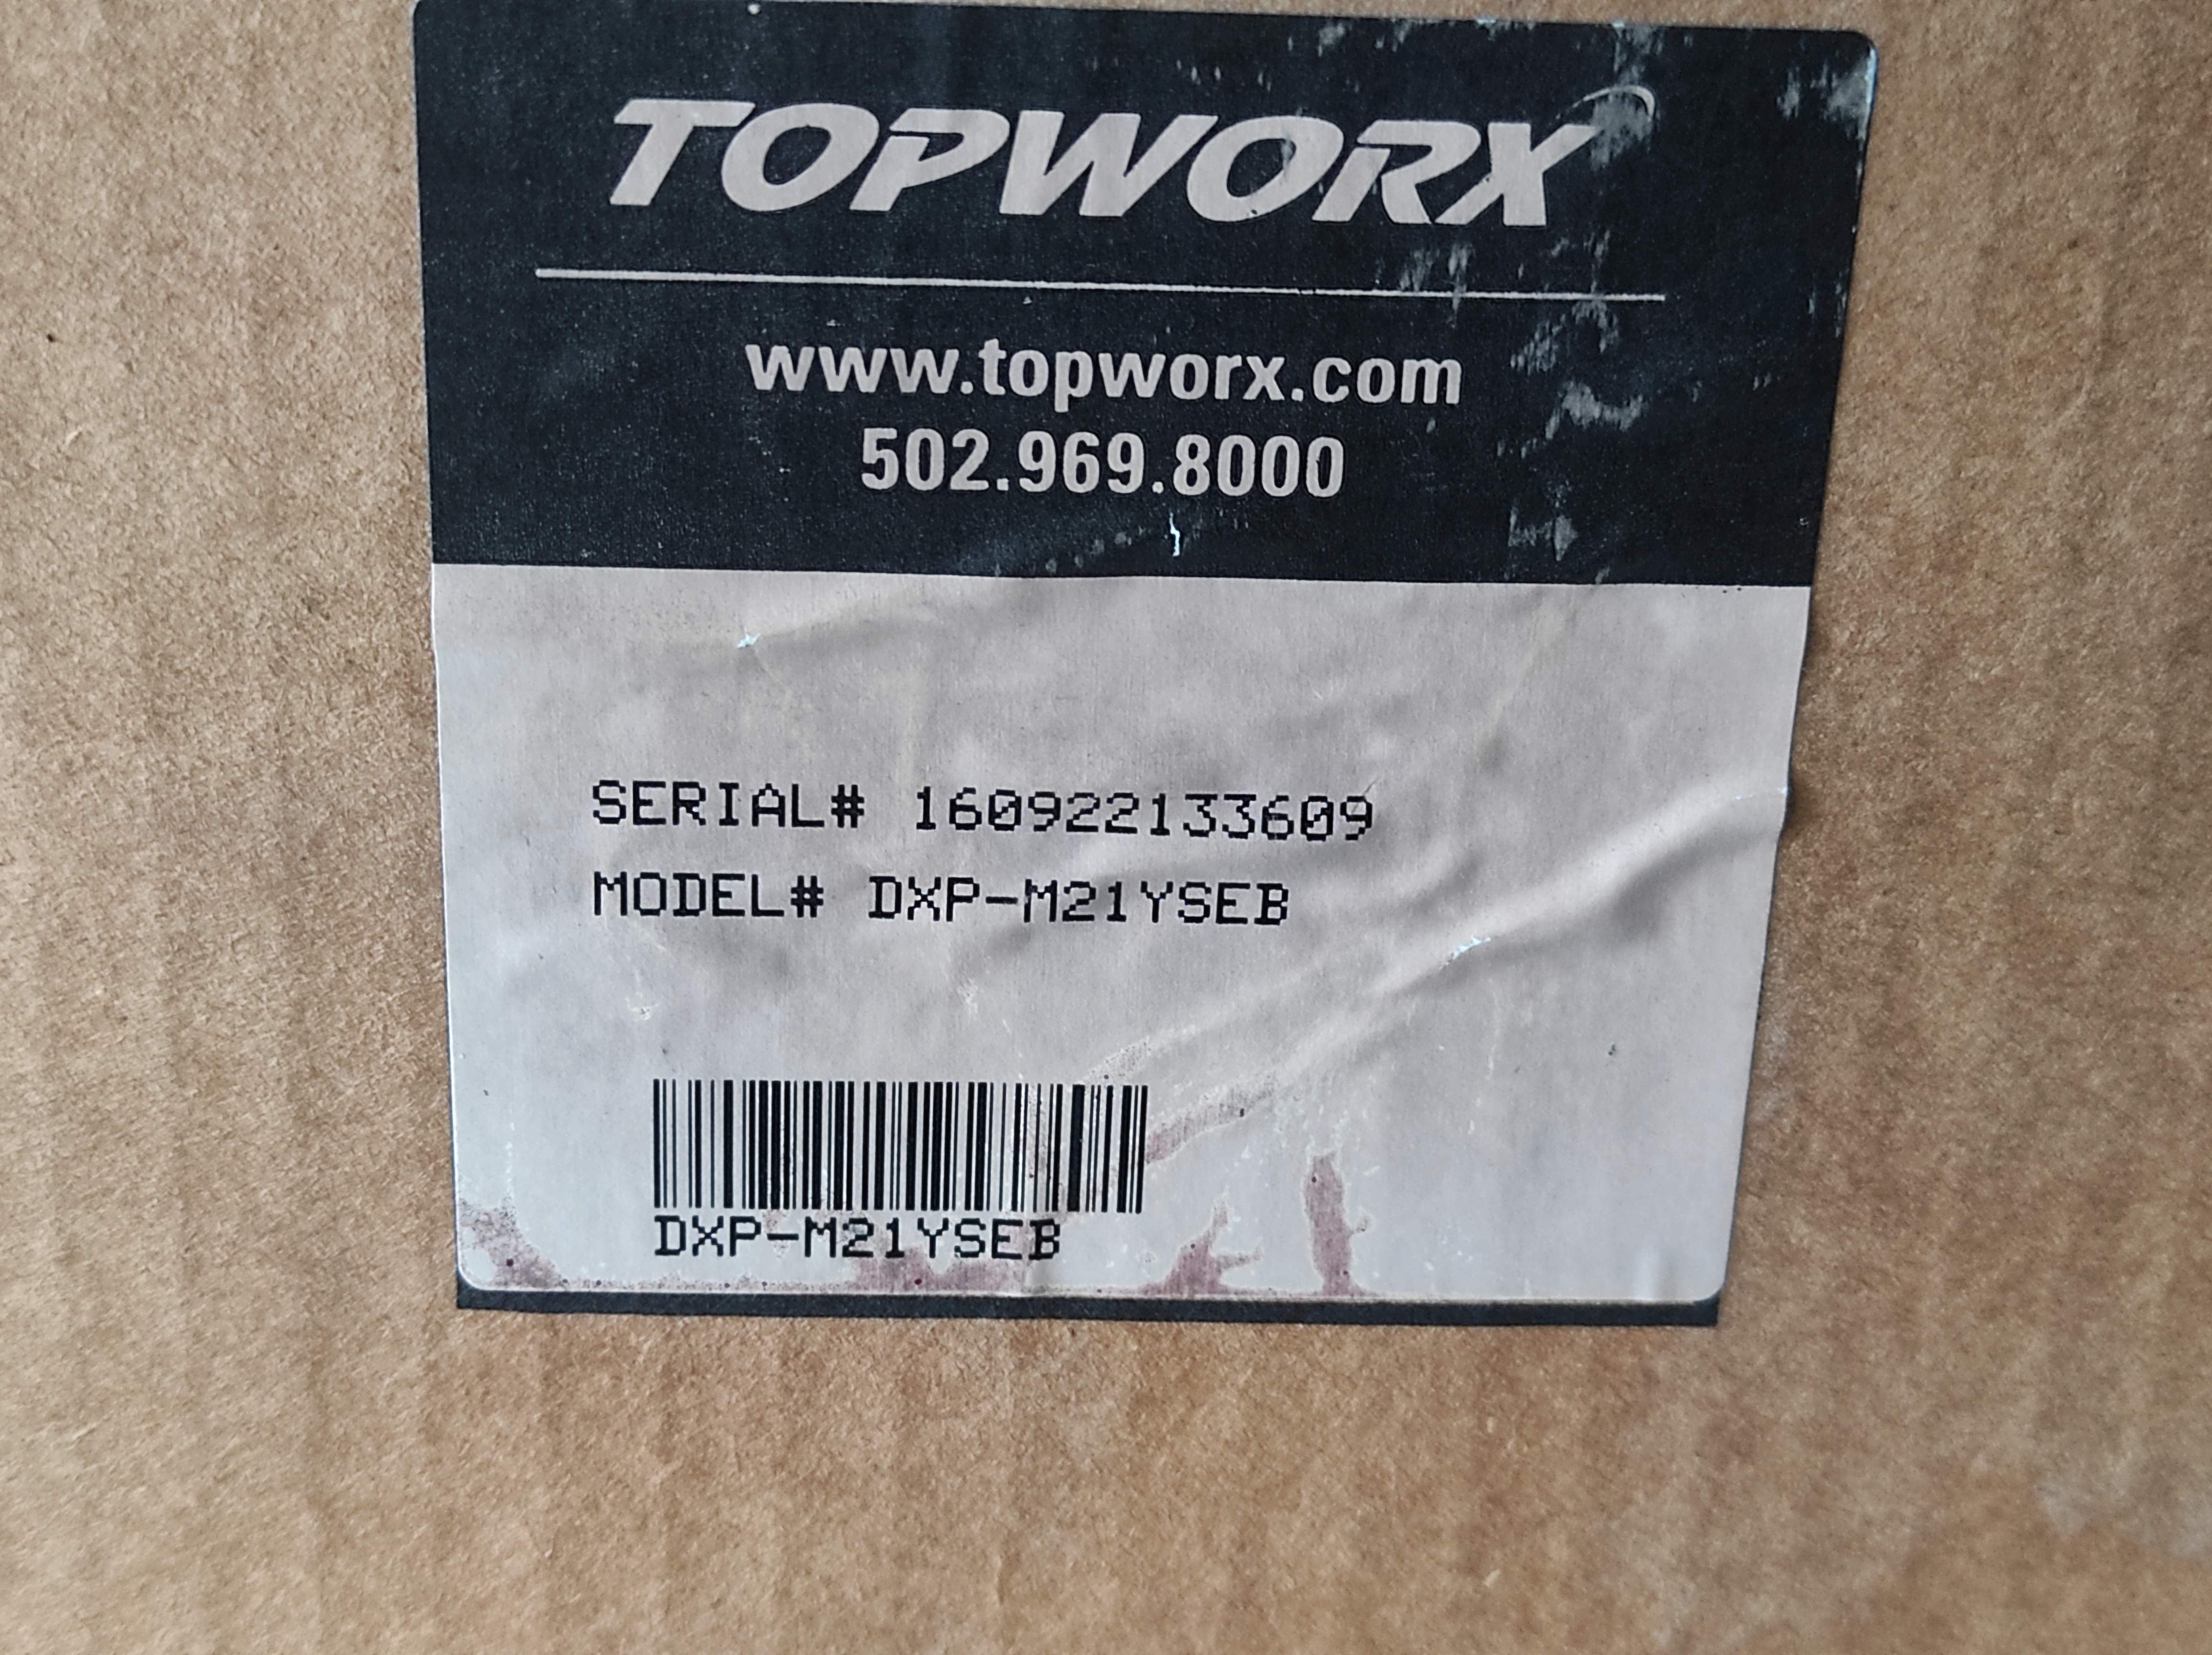 TOPWORX
www.topworx.com
502.969.8000
SERIAL# 160922133609
MODEL# DXP-M21YSEB
DXP-M21YSEB